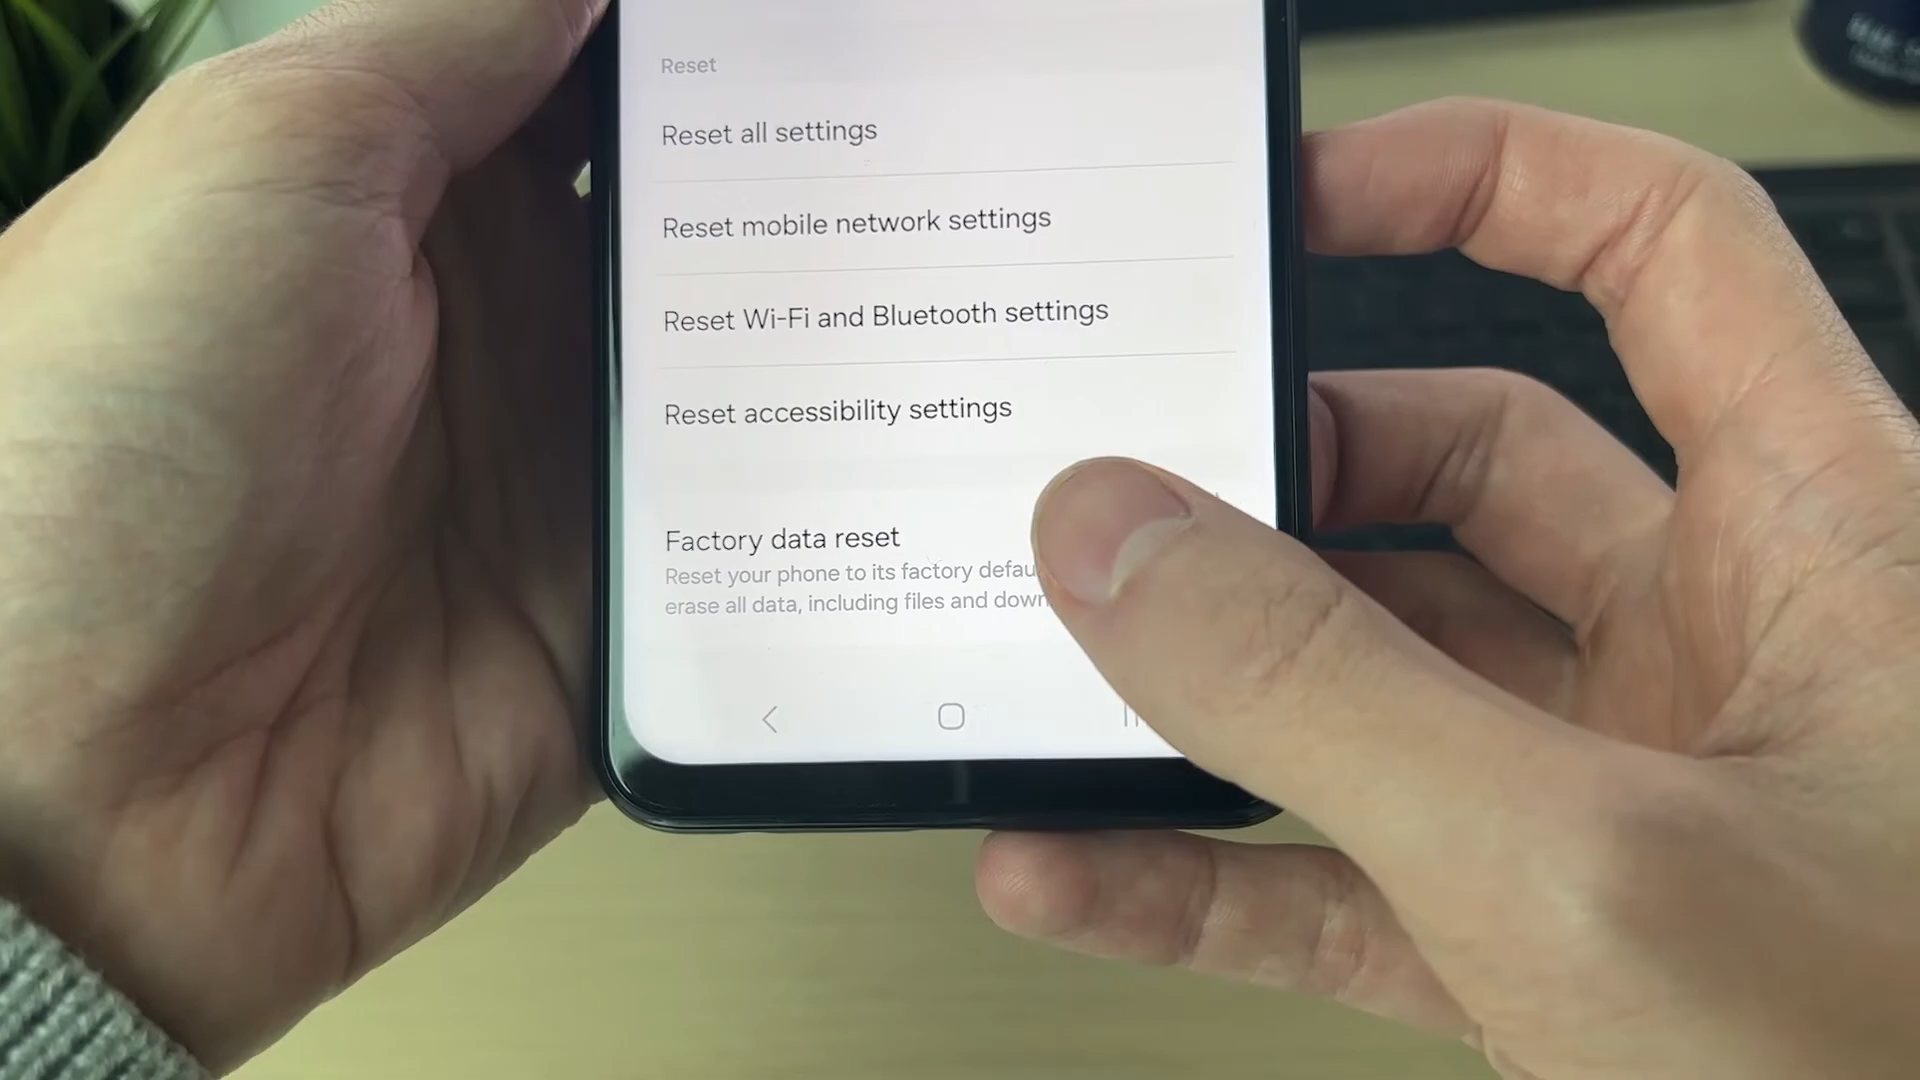 Reset
Reset all settings
Reset mobile network settings
Reset Wi-Fi and Bluetooth settings
Reset accessibility settings
Factory data reset
Reset your phone to its factory
erase all data, including files and